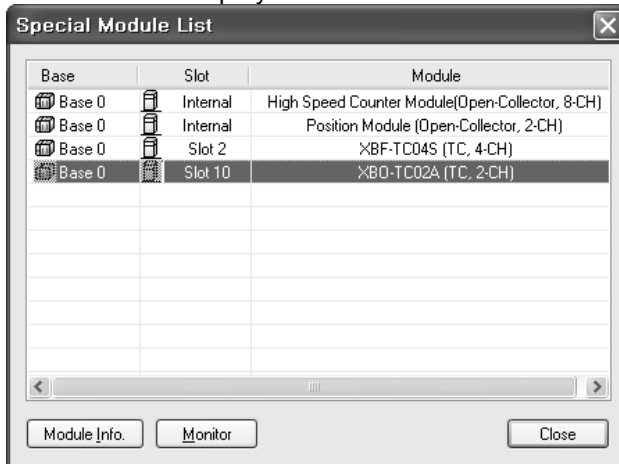 Special Module List
Base Slot Module
Base 0 Internal High Speed Counter Module(Open-Collector, 8-CH)
Base 0 Internal Position Module (Open-Collector, 2-CH)
Base 0 Slot 2 XBF-TC04S (TC, 4-CH)
Base 0 Slot 10 XBO-TC02A (TC, 2-CH)
Module Info. Monitor Close